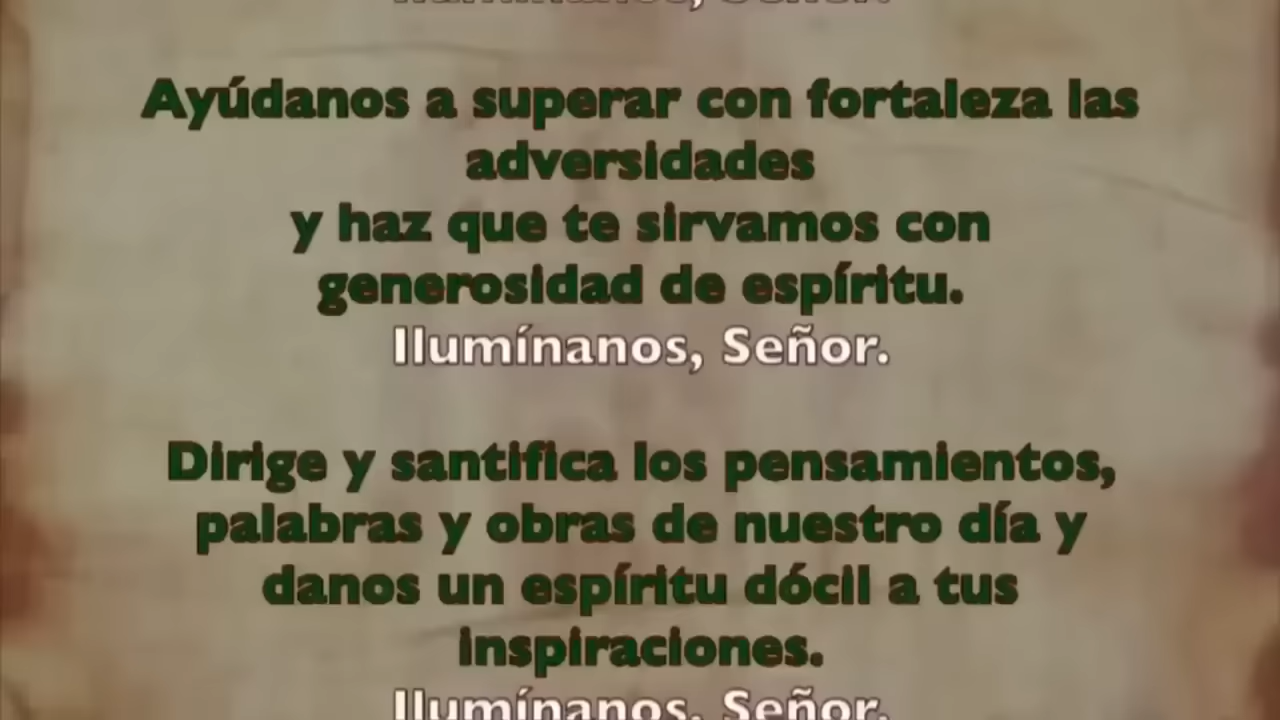 Ilumínanos, Señor.
Ayúdanos a superar con fortaleza las
adversidades
y haz que te sirvamos con
generosidad de espíritu.
Ilumínanos, Señor.
Dirige y santifica los pensamientos,
palabras y obras de nuestro día y
danos un espíritu dócil a tus
inspiraciones.
Ilumínanos, Señor.